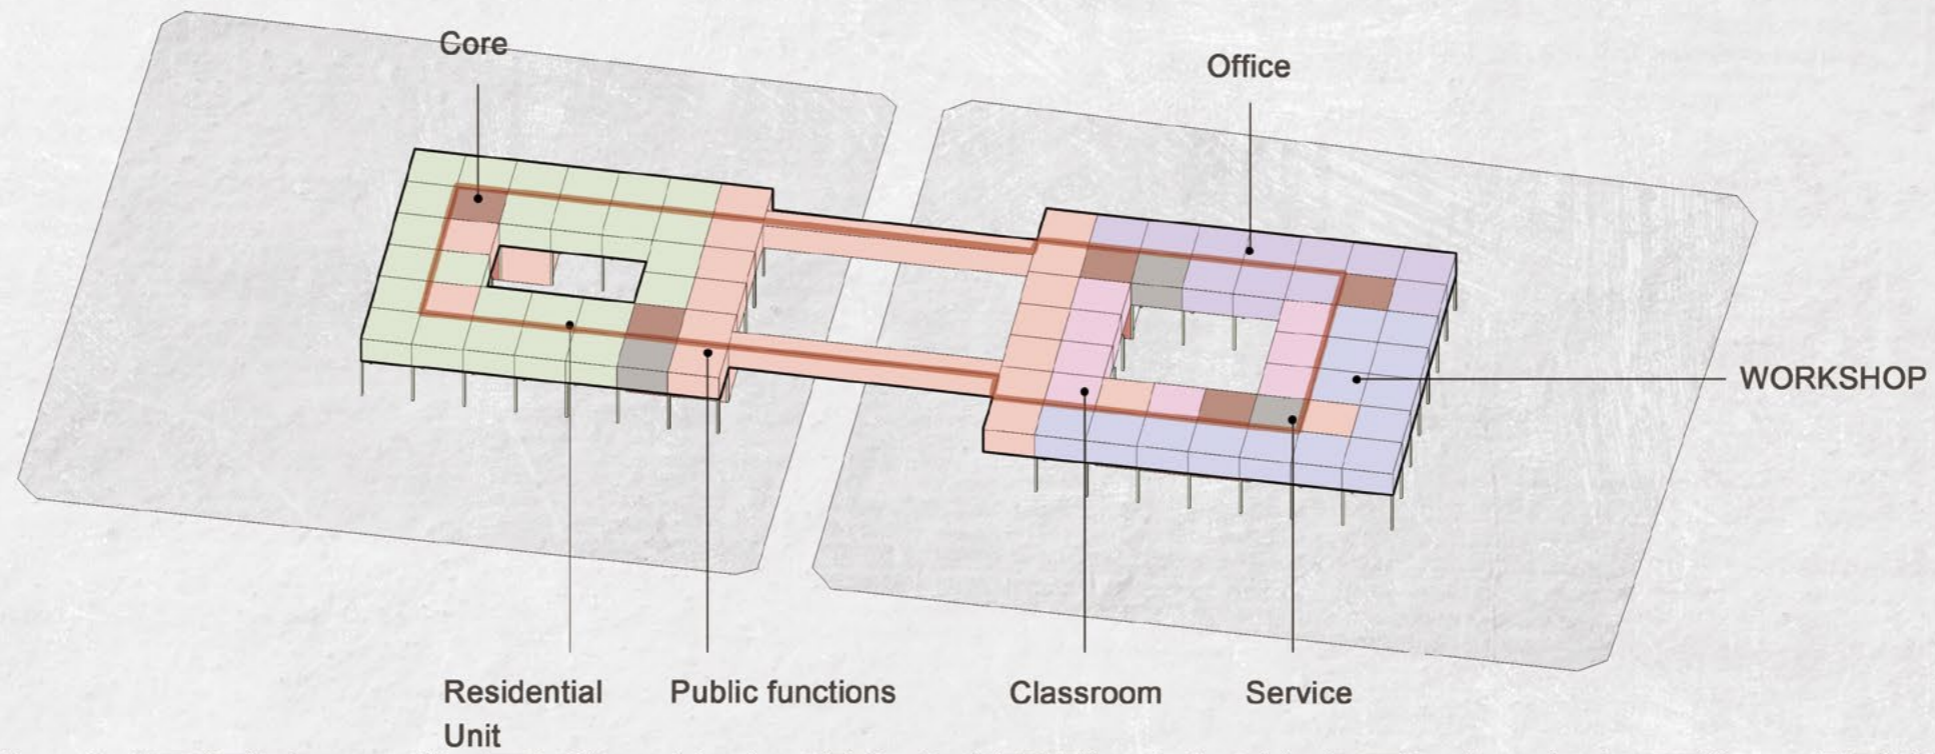 Core
Office
WORKSHOP
Residential
Unit
Public functions
Classroom
Service